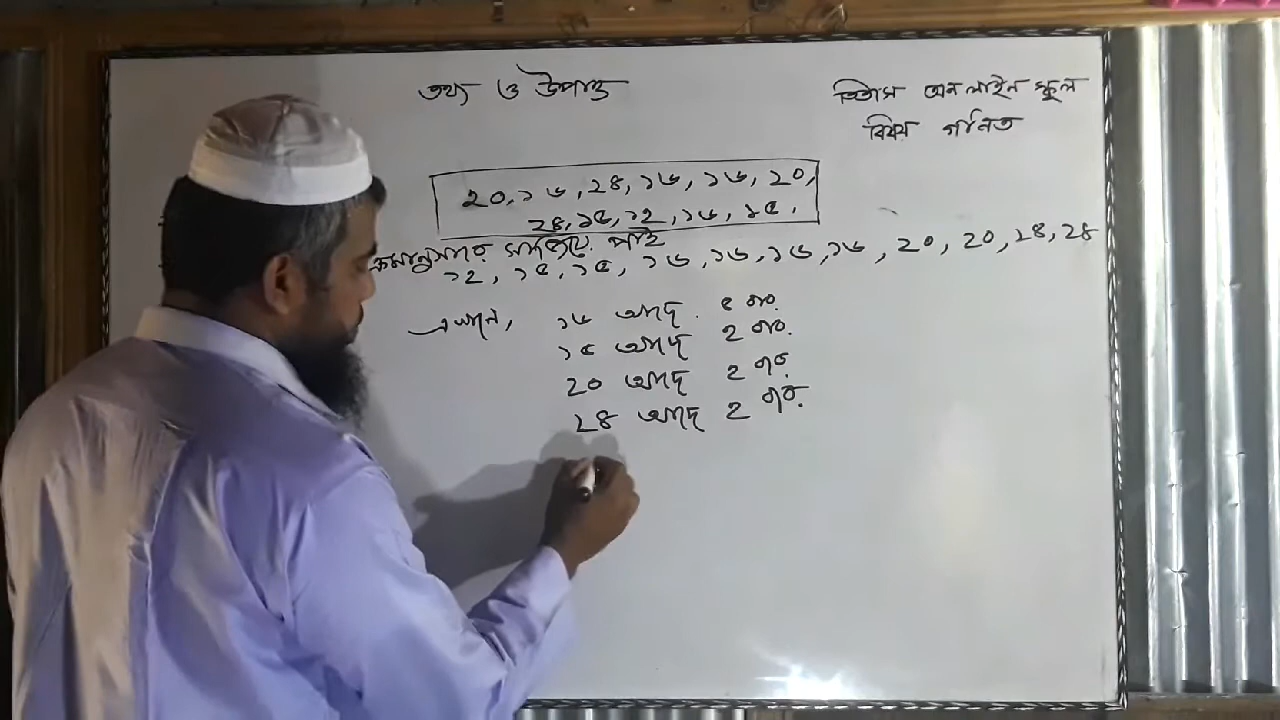 তথ্য ও উপাত্ত
অনলাইন স্কুল
বিষয় গনিত
২০, ১৬, ২৪, ১৬, ১৬, ২০,
২৪, ১৫, ১২, ১৬, ১৫,
ক্রমানুসারে সাজিয়ে পাই
১২, ১৫, ১৫, ১৬, ১৬, ১৬, ১৬, ২০, ২০, ২৪, ২৪
এখানে, ১৬ আছে ৪ বার
১৫ আছে ২ বার
২০ আছে ২ বার
২৪ আছে ২ বার